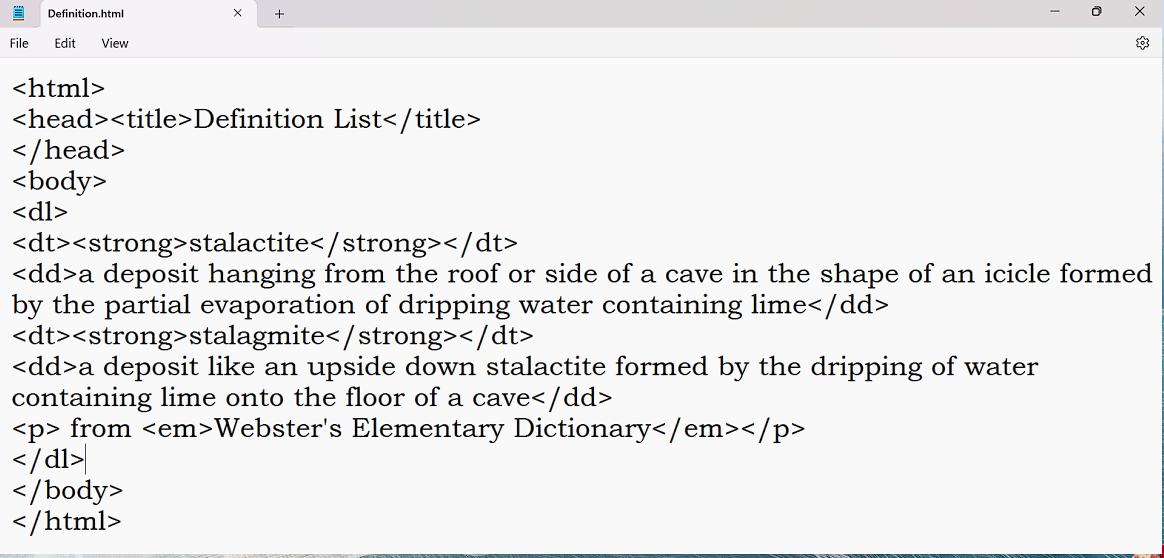 Definition.html
File Edit View
<html>
<head><title>Definition List</title>
</head>
<body>
<dl>
<dt><strong>stalactite</strong></dt>
<dd>a deposit hanging from the roof or side of a cave in the shape of an icicle formed
by the partial evaporation of dripping water containing lime</dd>
<dt><strong>stalagmite</strong></dt>
<dd>a deposit like an upside down stalactite formed by the dripping of water
containing lime onto the floor of a cave</dd>
<p> from <em>Webster's Elementary Dictionary</em></p>
</dl>
</body>
</html>